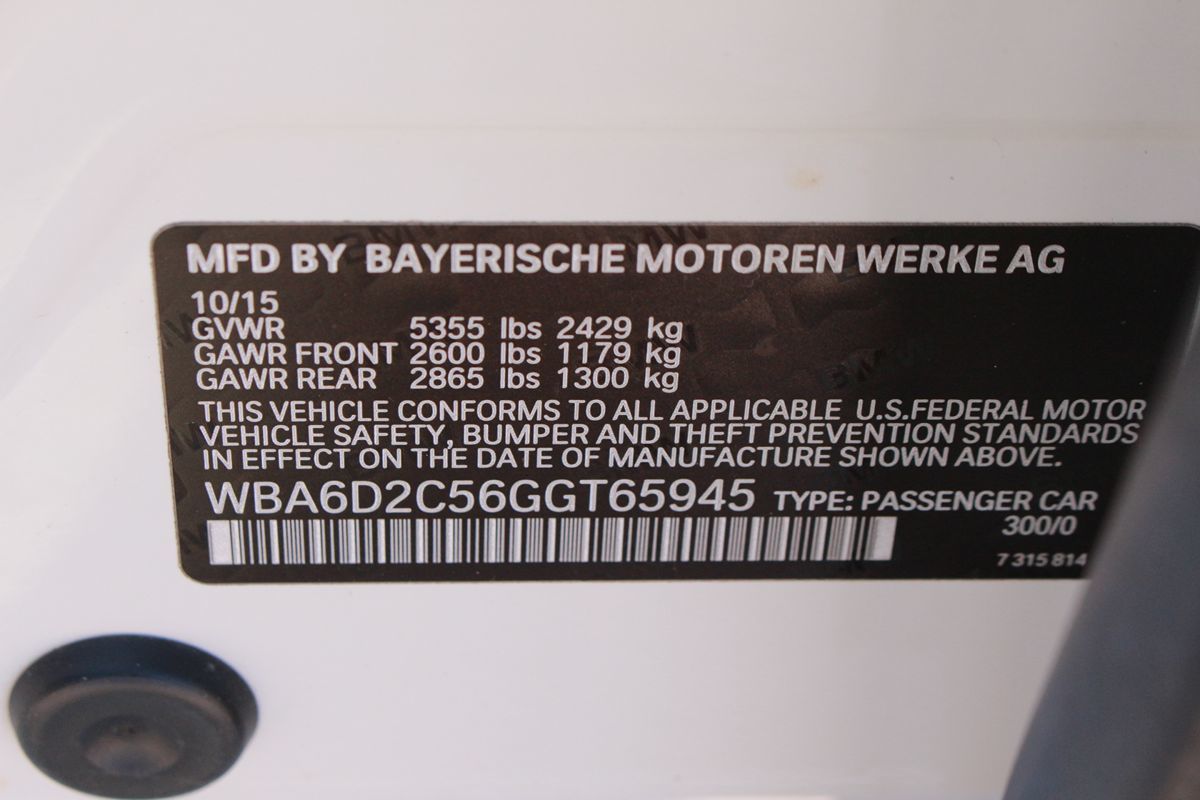 MFD BY BAYERISCHE MOTOREN WERKE AG
10/15
GVWR 5355 lbs 2429 kg
GAWR FRONT 2600 lbs 1179 kg
GAWR REAR 2865 lbs 1300 kg
THIS VEHICLE CONFORMS TO ALL APPLICABLE U.S.FEDERAL MOTOR
VEHICLE SAFETY, BUMPER AND THEFT PREVENTION STANDARDS
IN EFFECT ON THE DATE OF MANUFACTURE SHOWN ABOVE.
WBA6D2C56GGT65945 TYPE: PASSENGER CAR
300/0
7 315 814